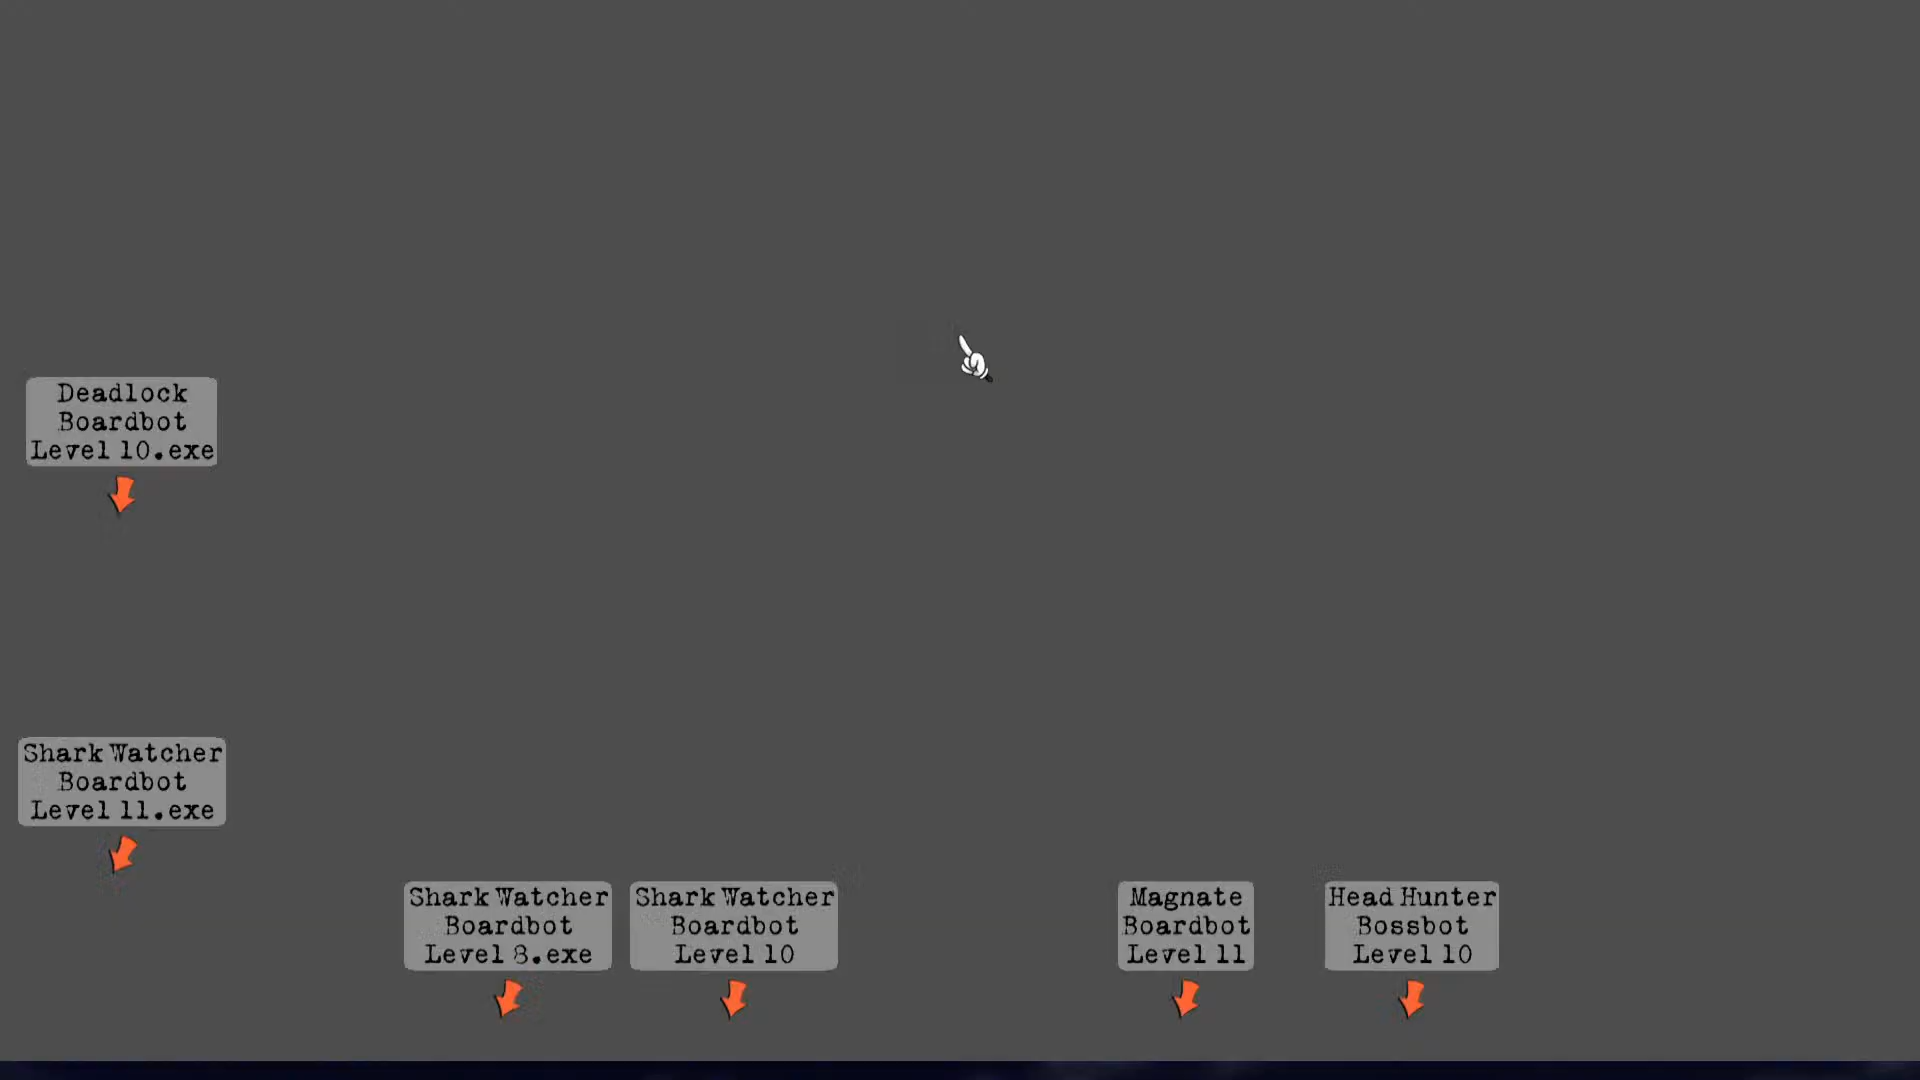 Deadlock
Boardbot
Level 10.exe
Shark Watcher
Boardbot
Level 11.exe
Shark Watcher
Boardbot
Level 8.exe
Shark Watcher
Boardbot
Level 10
Magnate
Boardbot
Level 11
Head Hunter
Bossbot
Level 10